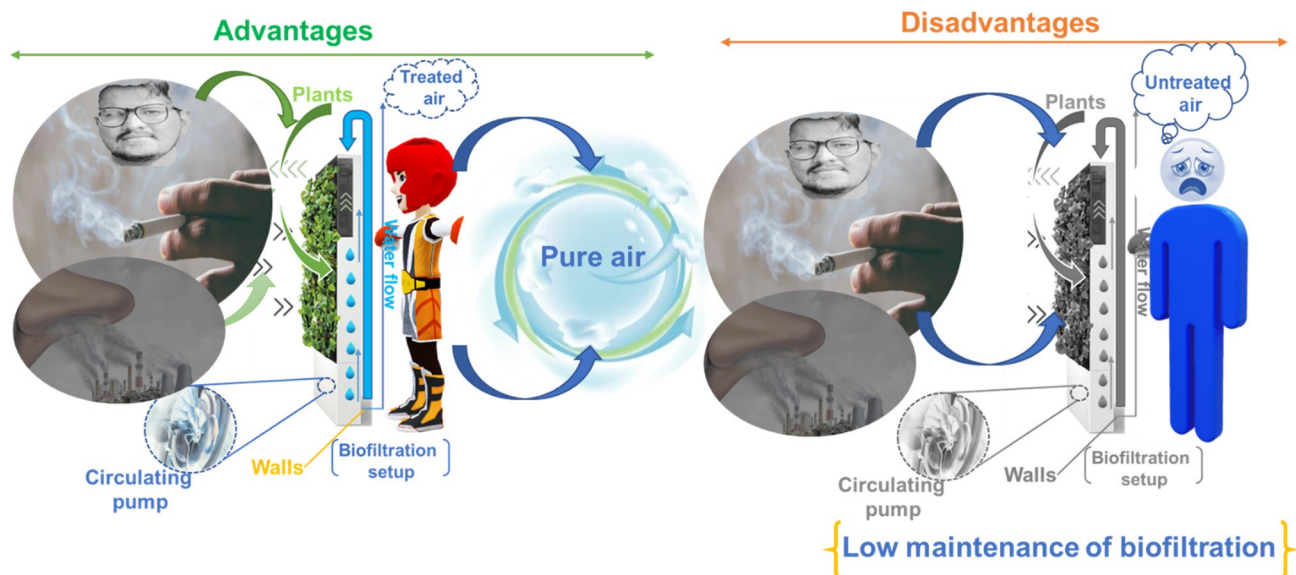 Advantages
Disadvantages
Treated
air
Plants
Water flow
Pure air
Circulating
pump
Walls
Biofiltration
setup
Untreated
air
Plants
Water flow
Circulating
pump
Walls
Biofiltration
setup
Low maintenance of biofiltration